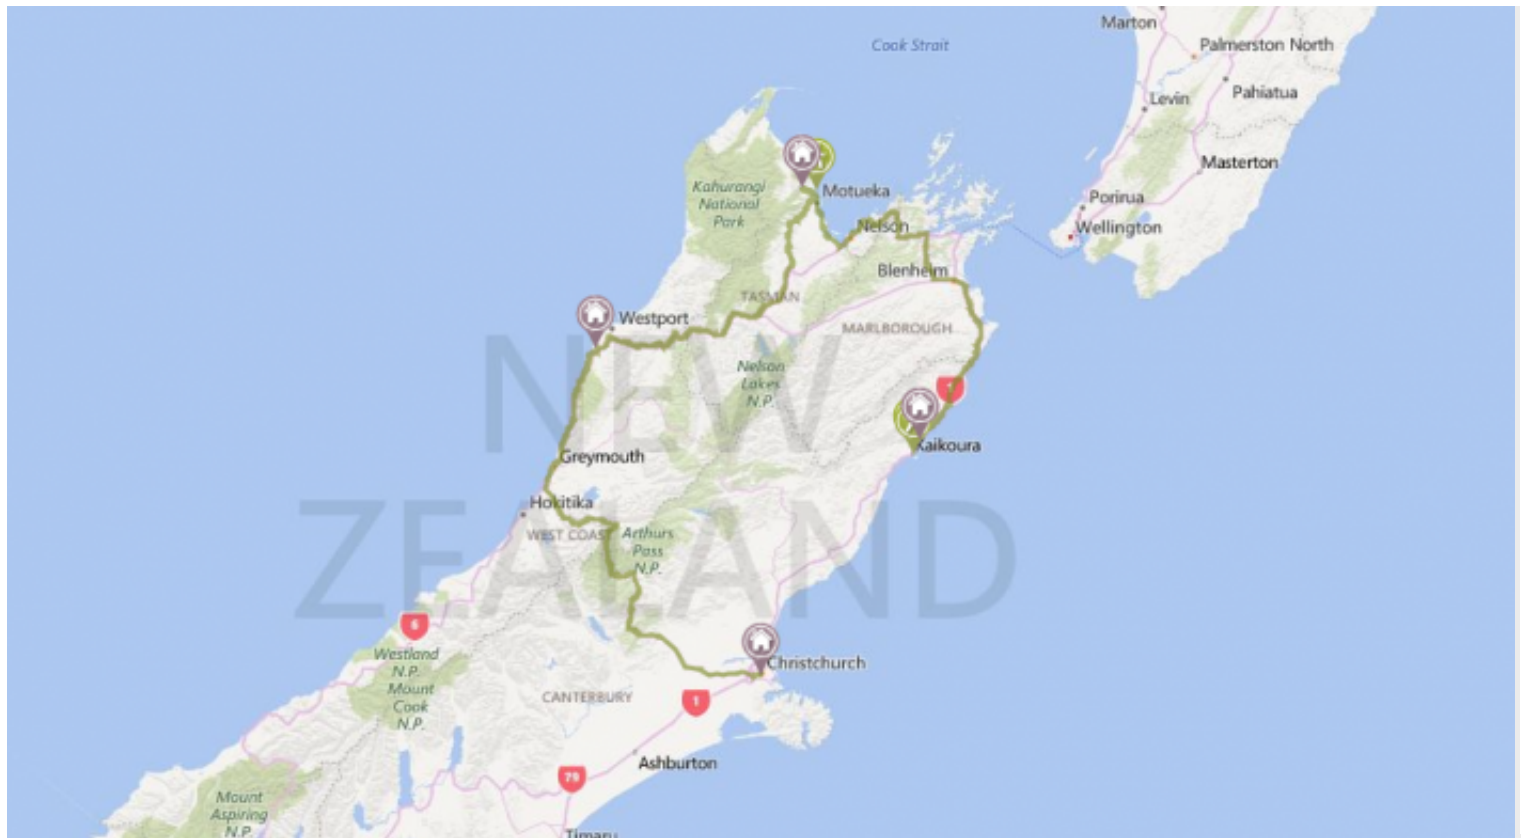 Marton
Cook Strait
Palmerston North
Levin
Pahiatua
Masterton
Kahurangi
National
Park
Motueka
Porirua
Nelson
Wellington
Blenheim
TASMAN
Westport
MARLBOROUGH
NEW
Nelson
Lakes
N.P.
1
Kaikoura
Greymouth
Hokitika
ZEALAND
WEST COAST
Arthurs
Pass
N.P.
6
Westland
N.P.
Mount
Cook
N.P.
Christchurch
CANTERBURY
1
Ashburton
79
Mount
Aspiring
N.P.
Timaru